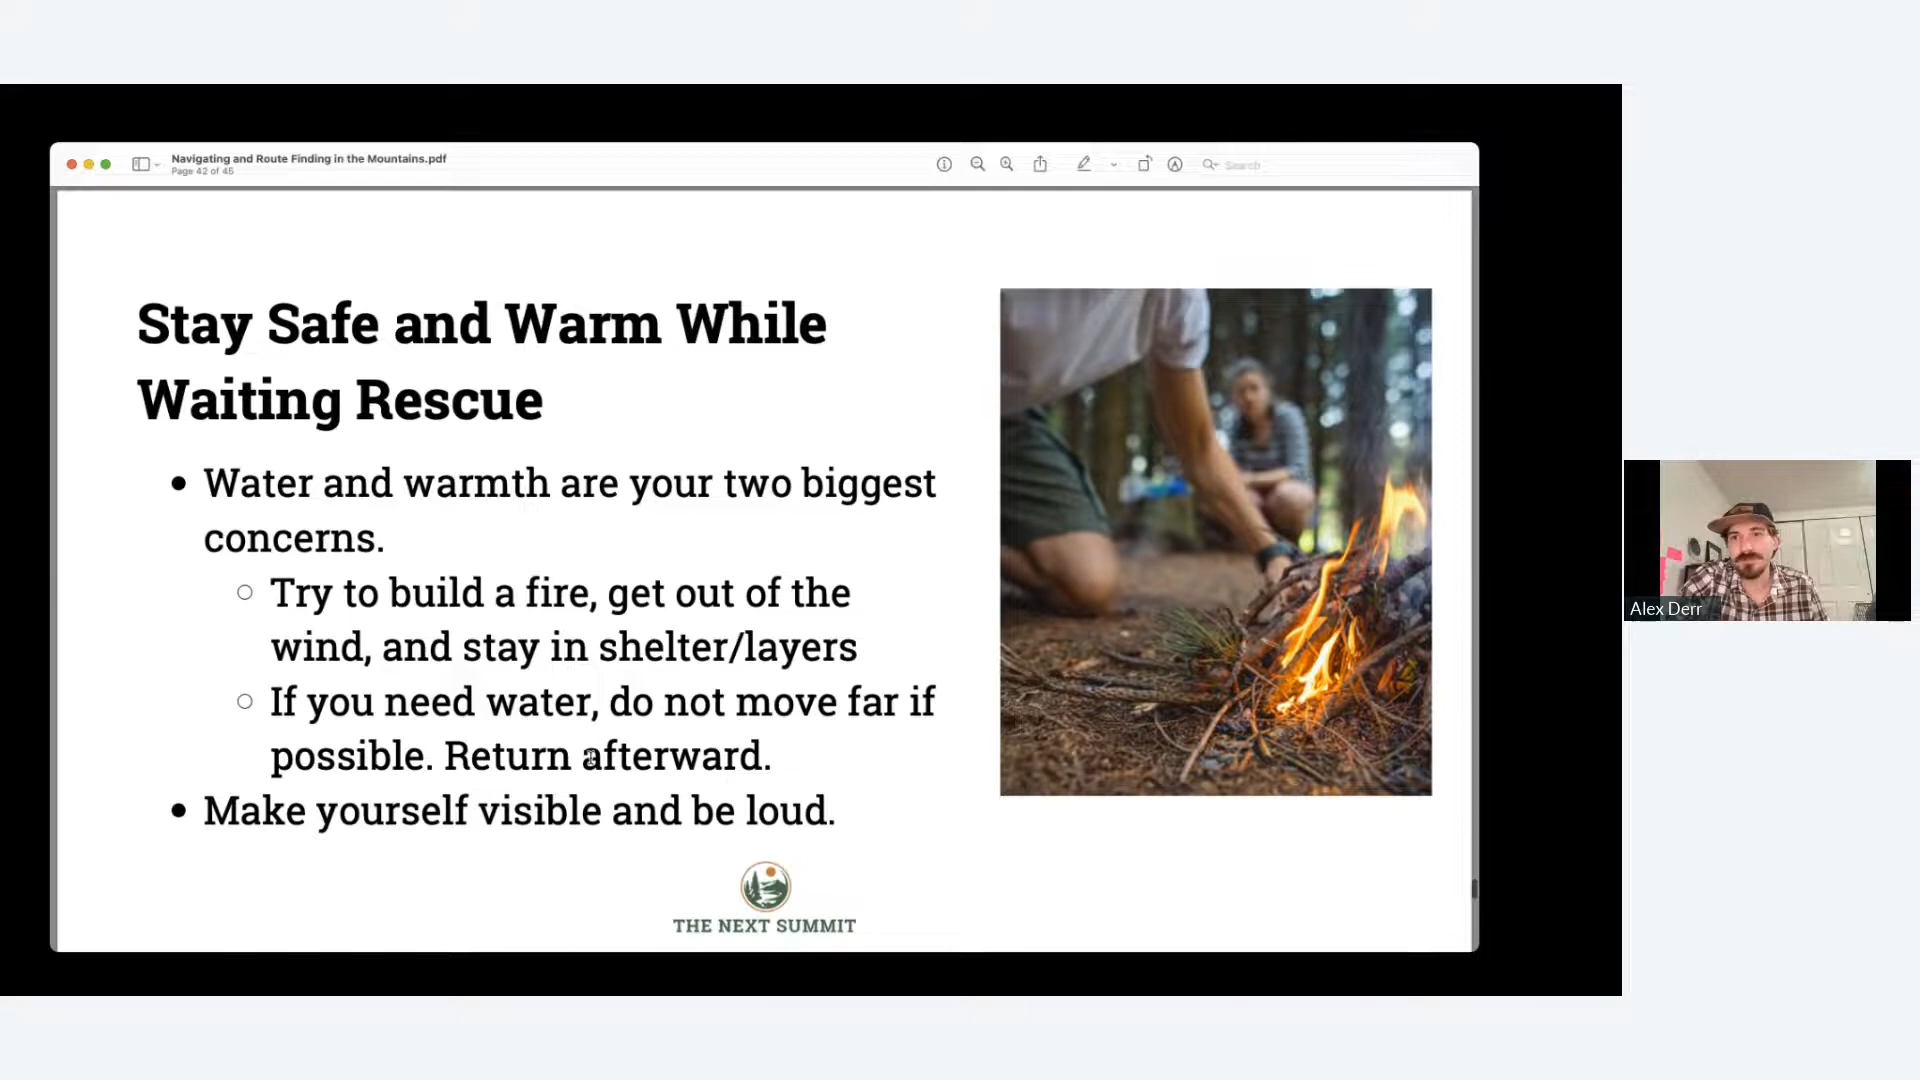 Navigating and Route Finding in the Mountains.pdf
Page 42 of 45
Search
Stay Safe and Warm While
Waiting Rescue
• Water and warmth are your two biggest
concerns.
○ Try to build a fire, get out of the
wind, and stay in shelter/layers
○ If you need water, do not move far if
possible. Return afterward.
• Make yourself visible and be loud.
THE NEXT SUMMIT
Alex Derr